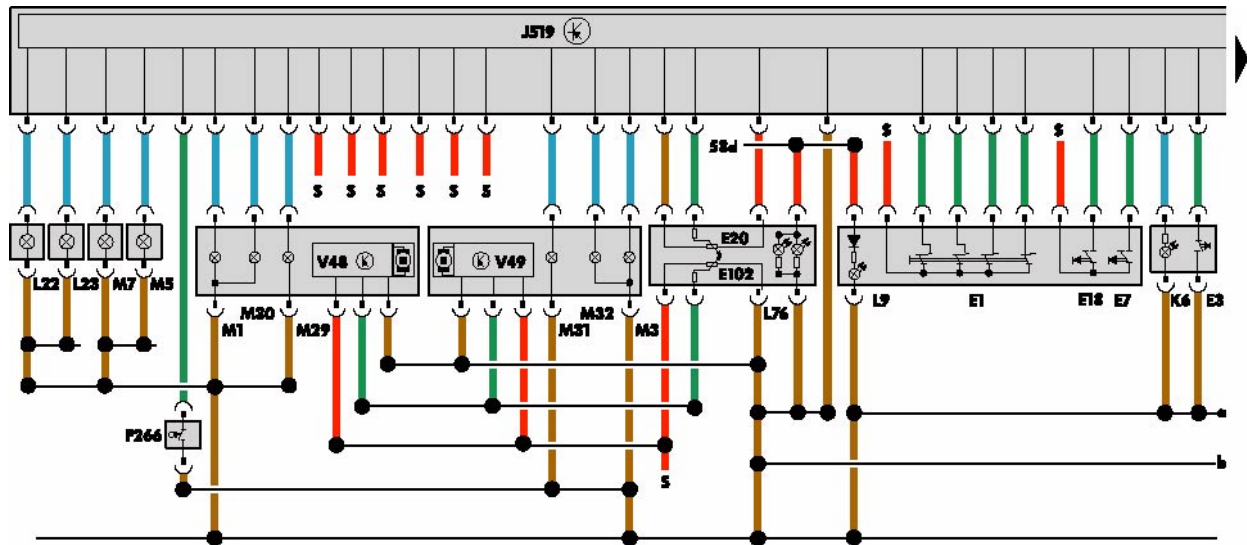 J519
58d
S
S
S S S S S S
E20
V48
V49
E102
L22 L23 M7 M5
M30
M1
M29
M32
M31
M3
L76
L9
E1
E18 E7
K6 E3
a
F266
b
S